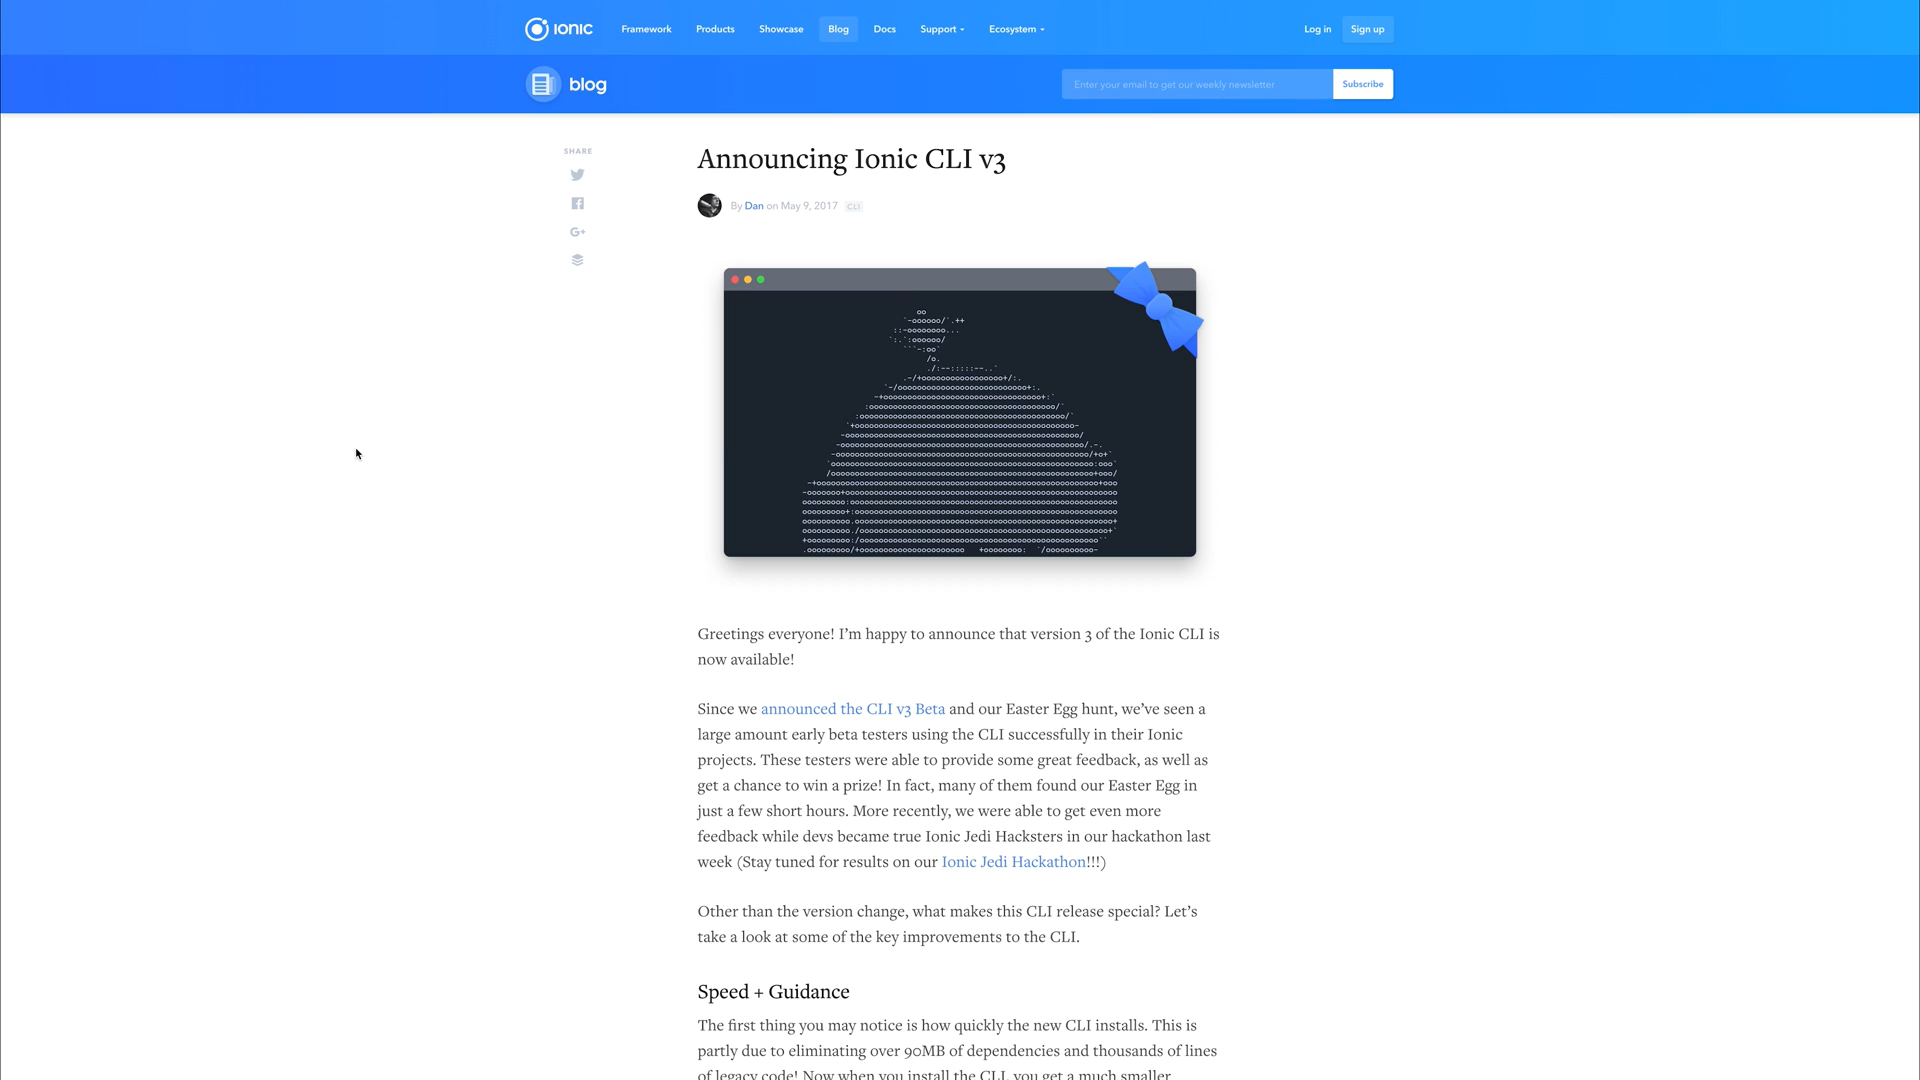 IONIC
Framework
Products
Showcase
Blog
Docs
Support
Ecosystem
Log in
Sign up
blog
Enter your email to get our weekly newsletter
Subscribe
SHARE
Announcing Ionic CLI v3
By Dan on May 9, 2017 CLI
Greetings everyone! I’m happy to announce that version 3 of the Ionic CLI is
now available!
Since we announced the CLI v3 Beta and our Easter Egg hunt, we’ve seen a
large amount early beta testers using the CLI successfully in their Ionic
projects. These testers were able to provide some great feedback, as well as
get a chance to win a prize! In fact, many of them found our Easter Egg in
just a few short hours. More recently, we were able to get even more
feedback while devs became true Ionic Jedi Hacksters in our hackathon last
week (Stay tuned for results on our Ionic Jedi Hackathon!!!)
Other than the version change, what makes this CLI release special? Let’s
take a look at some of the key improvements to the CLI.
Speed + Guidance
The first thing you may notice is how quickly the new CLI installs. This is
partly due to eliminating over 90MB of dependencies and thousands of lines
of legacy code! Now when you install the CLI, you get a much smaller